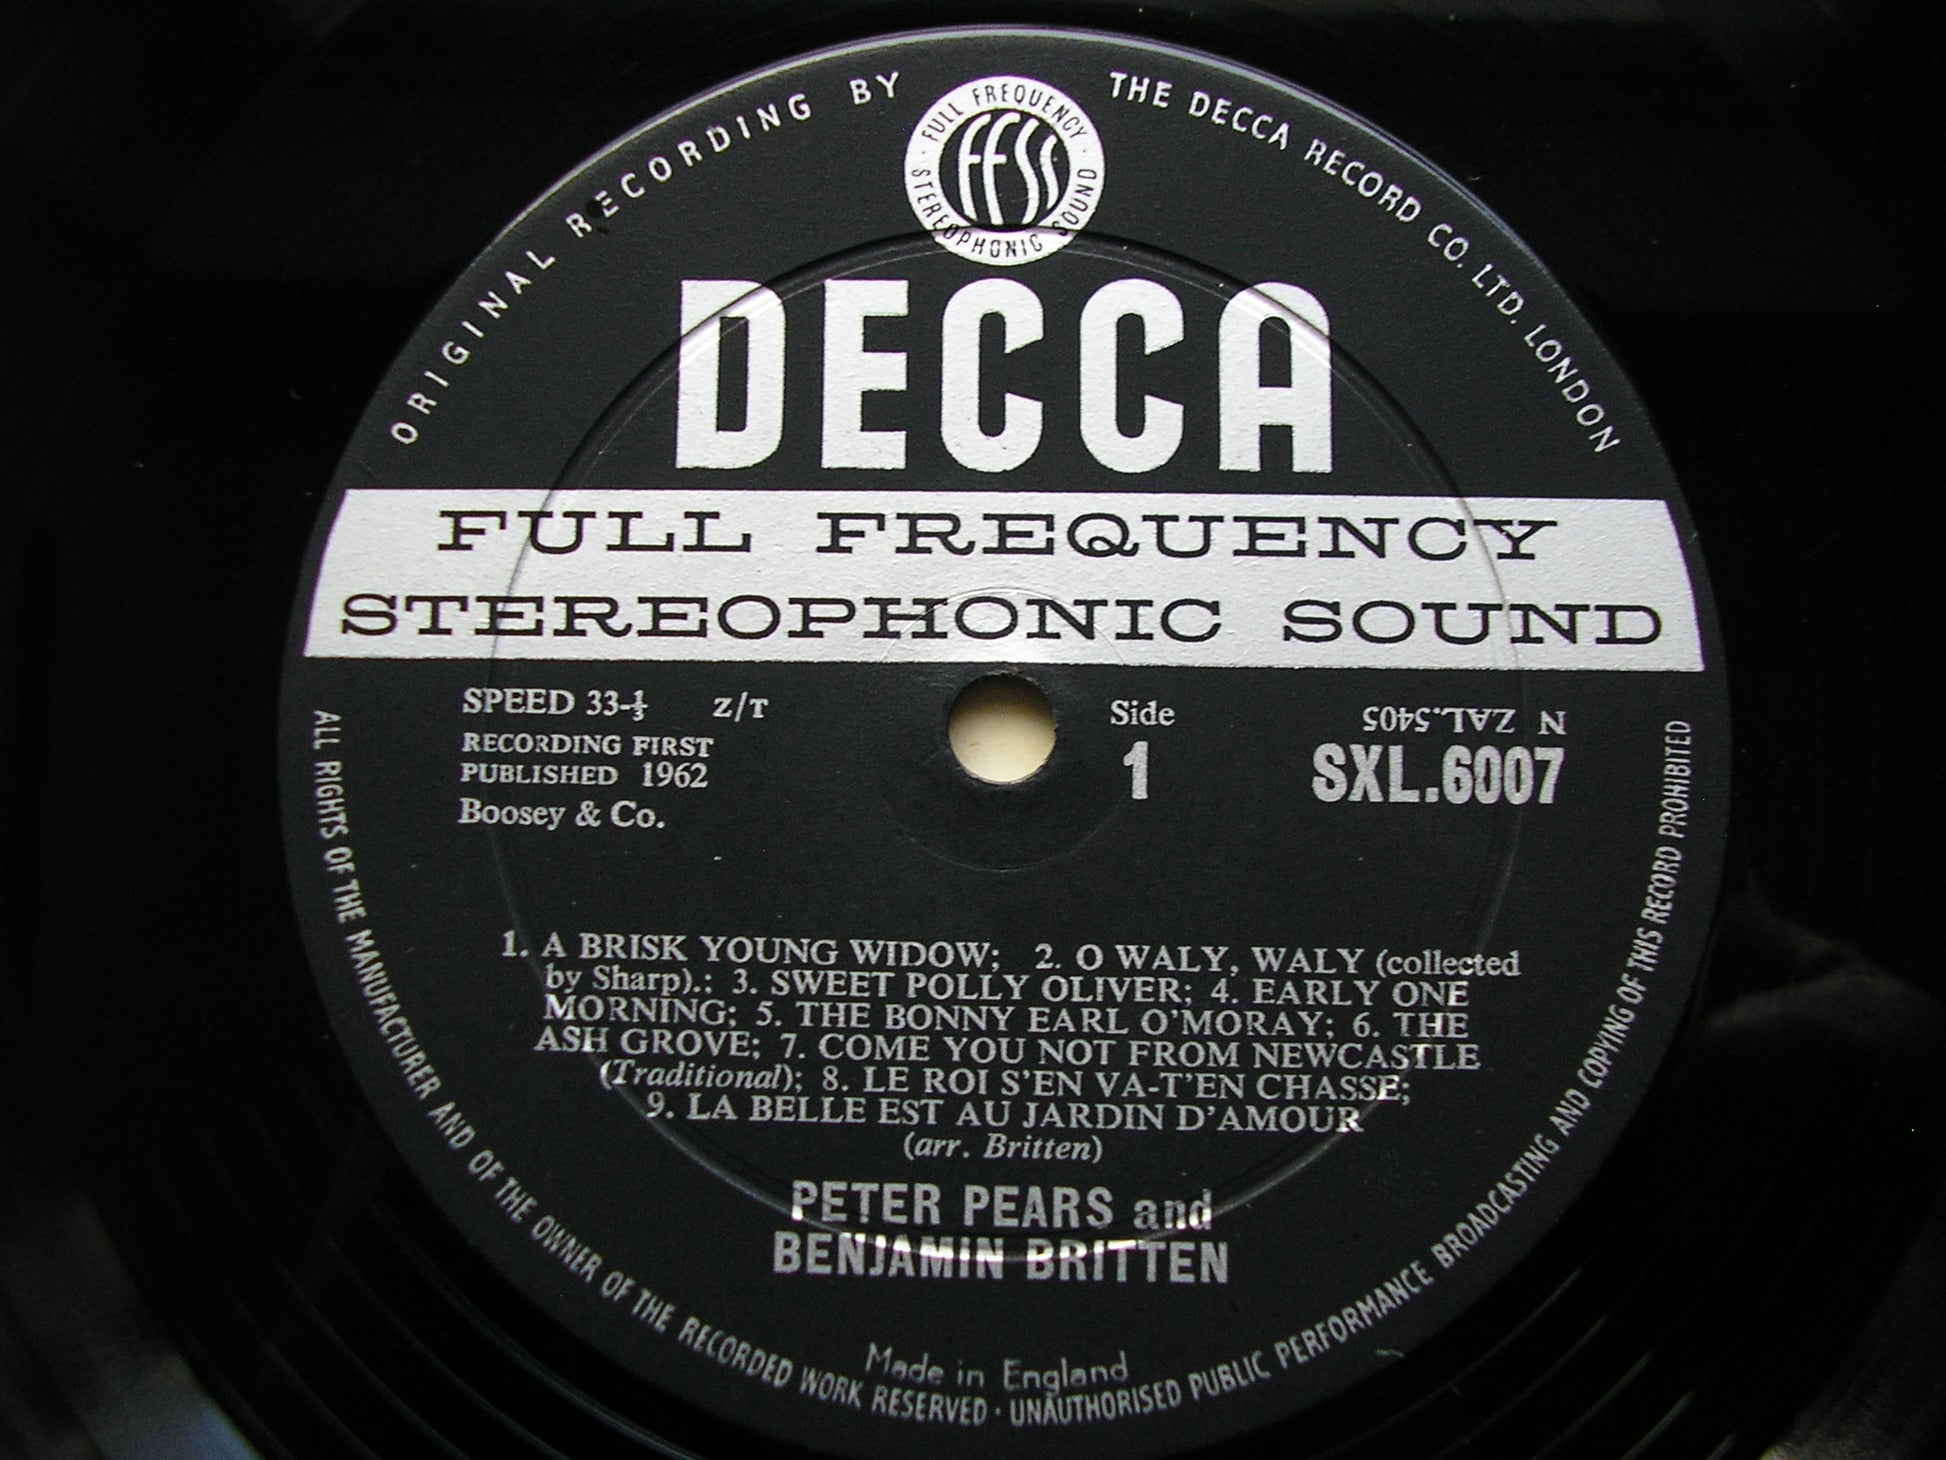 ORIGINAL RECORDING BY THE DECCA RECORD CO. LTD. LONDON
· FULL FREQUENCY · STEREOPHONIC SOUND
FFSS
DECCA
FULL FREQUENCY
STEREOPHONIC SOUND
SPEED 33-⅓ Z/T
RECORDING FIRST
PUBLISHED 1962
Boosey & Co.
Side
1
N ZAL.5405
SXL.6007
1. A BRISK YOUNG WIDOW; 2. O WALY, WALY (collected
by Sharp).: 3. SWEET POLLY OLIVER; 4. EARLY ONE
MORNING; 5. THE BONNY EARL O'MORAY; 6. THE
ASH GROVE; 7. COME YOU NOT FROM NEWCASTLE
(Traditional); 8. LE ROI S'EN VA-T'EN CHASSE;
9. LA BELLE EST AU JARDIN D'AMOUR
(arr. Britten)
PETER PEARS and
BENJAMIN BRITTEN
Made in England
ALL RIGHTS OF THE MANUFACTURER AND OF THE OWNER OF THE RECORDED WORK RESERVED · UNAUTHORISED PUBLIC PERFORMANCE BROADCASTING AND COPYING OF THIS RECORD PROHIBITED